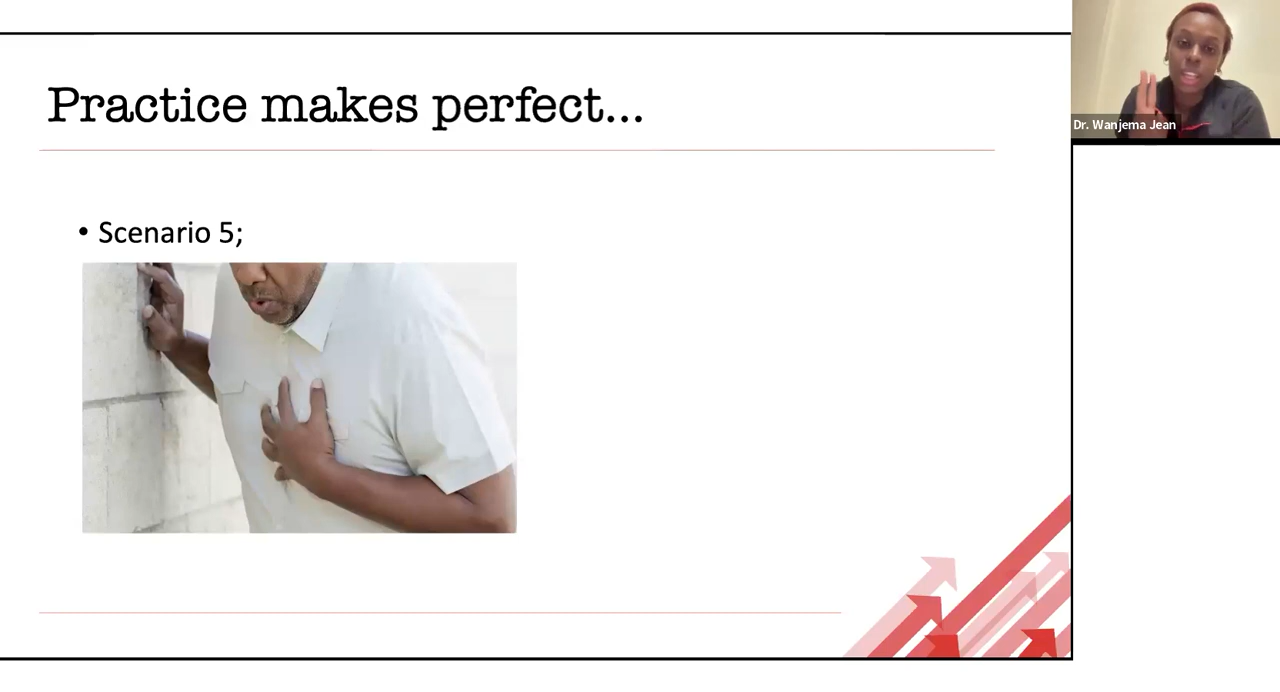 Practice makes perfect...
• Scenario 5;
Dr. Wanjema Jean